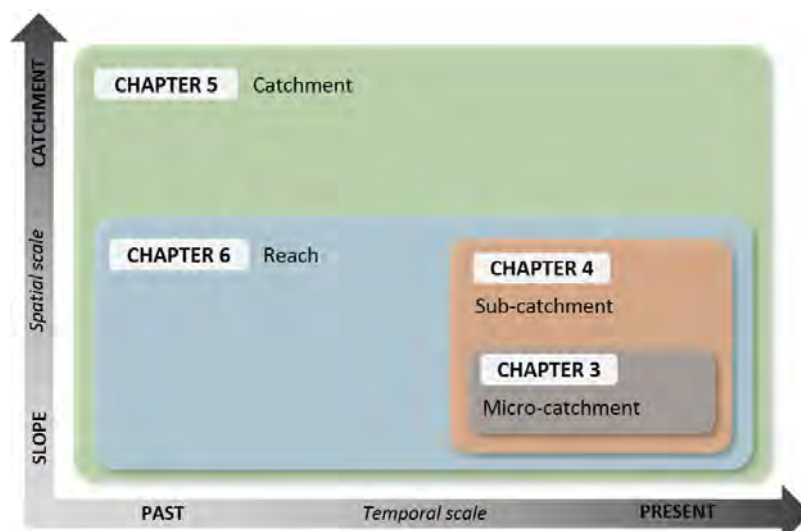 CATCHMENT
Spatial scale
SLOPE
CHAPTER 5 Catchment
CHAPTER 6 Reach
CHAPTER 4
Sub-catchment
CHAPTER 3
Micro-catchment
PAST Temporal scale PRESENT